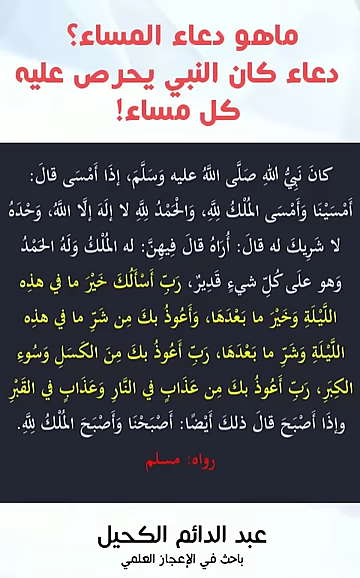 ماهو دعاء المساء؟
دعاء كان النبي يحرص عليه
كل مساء!
كانَ نَبِيُّ اللهِ صَلَّى اللَّهُ عليه وَسَلَّمَ، إذَا أَمْسَى قالَ:
أَمْسَيْنَا وَأَمْسَى المُلْكُ لِلَّهِ، وَالْحَمْدُ لِلَّهِ لا إلَهَ إلَّا اللَّهُ، وَحْدَهُ
لا شَرِيكَ له قالَ: أُرَاهُ قالَ فِيهِنَّ: له المُلْكُ وَلَهُ الحَمْدُ
وَهو علَى كُلِّ شيءٍ قَدِيرٌ، رَبِّ أَسْأَلُكَ خَيْرَ ما في هذِه
اللَّيْلَةِ وَخَيْرَ ما بَعْدَهَا، وَأَعُوذُ بكَ مِن شَرِّ ما في هذِه
اللَّيْلَةِ وَشَرِّ ما بَعْدَهَا، رَبِّ أَعُوذُ بكَ مِنَ الكَسَلِ وَسُوءِ
الكِبَرِ، رَبِّ أَعُوذُ بكَ مِن عَذَابٍ في النَّارِ وَعَذَابٍ في القَبْرِ
وإذَا أَصْبَحَ قالَ ذلكَ أَيْضًا: أَصْبَحْنَا وَأَصْبَحَ المُلْكُ لِلَّهِ.
رواه: مسلم
عبد الدائم الكحيل
باحث في الإعجاز العلمي